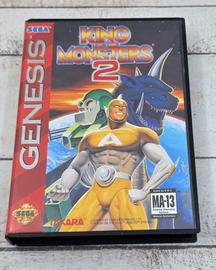 SEGA
GENESIS
KING
OF THE
MONSTERS
2
A
MA-13
TAKARA
SEGA